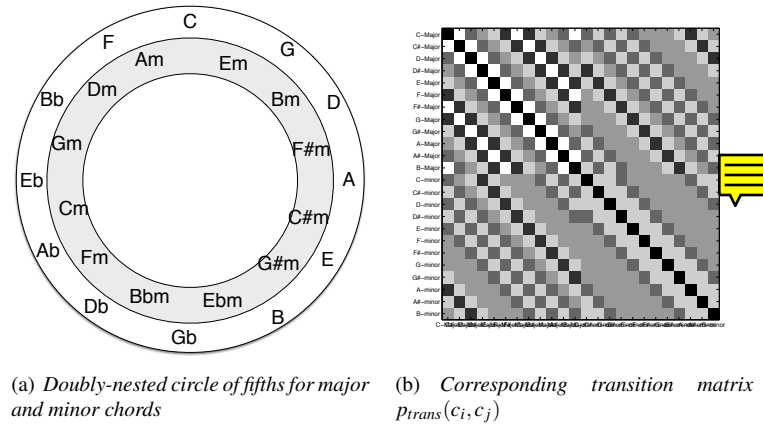 C
G
D
A
E
B
Gb
Db
Ab
Eb
Bb
F
Am
Em
Bm
F#m
C#m
G#m
Ebm
Bbm
Fm
Cm
Gm
Dm
C-Major
C#-Major
D-Major
D#-Major
E-Major
F-Major
F#-Major
G-Major
G#-Major
A-Major
A#-Major
B-Major
C-minor
C#-minor
D-minor
D#-minor
E-minor
F-minor
F#-minor
G-minor
G#-minor
A-minor
A#-minor
B-minor
(a) Doubly-nested circle of fifths for major
and minor chords
(b) Corresponding transition matrix
p_trans(c_i, c_j)